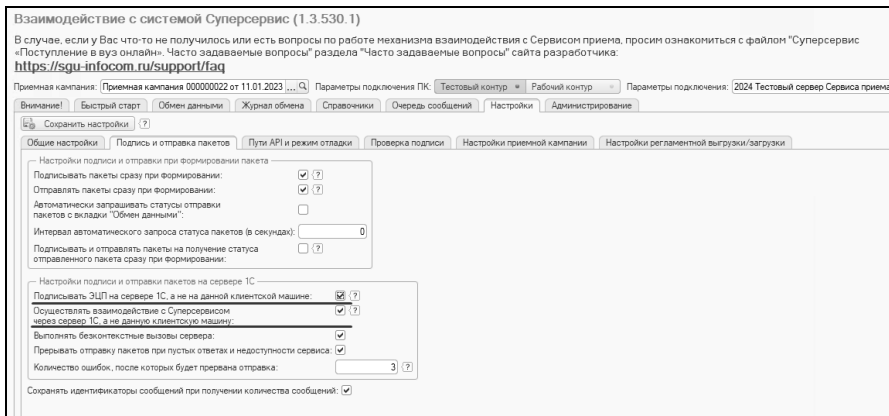 Взаимодействие с системой Суперсервис (1.3.530.1)
В случае, если у Вас что-то не получилось или есть вопросы по работе механизма взаимодействия с Сервисом приема, просим ознакомиться с файлом "Суперсервис
«Поступление в вуз онлайн». Часто задаваемые вопросы" раздела "Часто задаваемые вопросы" сайта разработчика:
https://sgu-infocom.ru/support/faq
Приемная кампания: Приемная кампания 000000022 от 11.01.2023 ... Параметры подключения ПК: Тестовый контур Рабочий контур Параметры подключения: 2024 Тестовый сервер Сервиса приема
Внимание! Быстрый старт Обмен данными Журнал обмена Справочники Очередь сообщений Настройки Администрирование
Сохранить настройки ?
Общие настройки Подпись и отправка пакетов Пути API и режим отладки Проверка подписи Настройки приемной кампании Настройки регламентной выгрузки/загрузки
Настройки подписи и отправки при формировании пакета
Подписывать пакеты сразу при формировании: ?
Отправлять пакеты сразу при формировании: ?
Автоматически запрашивать статусы отправки
пакетов с вкладки "Обмен данными":
Интервал автоматического запроса статуса пакетов (в секундах): 0
Подписывать и отправлять пакеты на получение статуса ?
отправленного пакета сразу при формировании:
Настройки подписи и отправки пакетов на сервере 1С
Подписывать ЭЦП на сервере 1С, а не на данной клиентской машине: ?
Осуществлять взаимодействие с Суперсервисом ?
через сервер 1С, а не данную клиентскую машину:
Выполнять безконтекстные вызовы сервера:
Прерывать отправку пакетов при пустых ответах и недоступности сервиса:
Количество ошибок, после которых будет прервана отправка: 3 ?
Сохранять идентификаторы сообщений при получении количества сообщений: